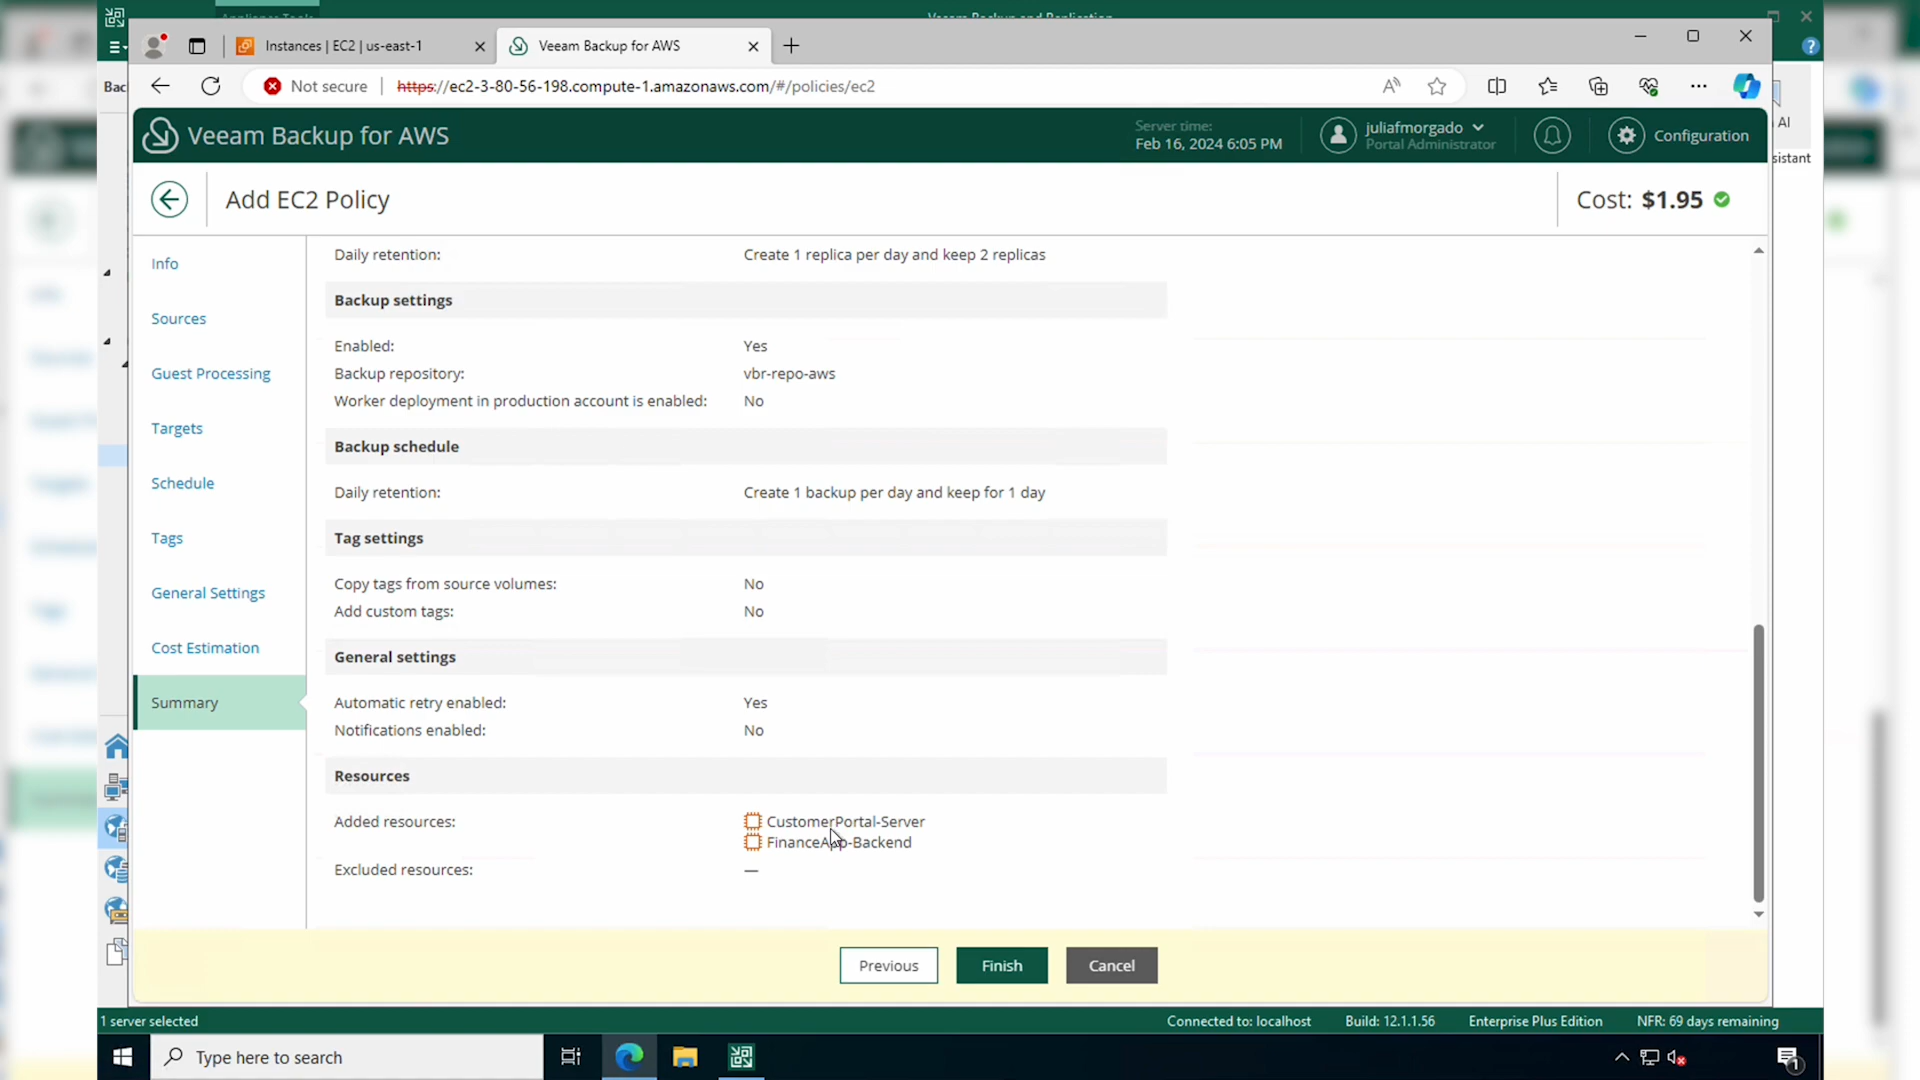 Veeam Backup and Replication
Instances | EC2 | us-east-1
Veeam Backup for AWS
Bac
Not secure
https://ec2-3-80-56-198.compute-1.amazonaws.com/#/policies/ec2
AI
sistant
Veeam Backup for AWS
Server time:
Feb 16, 2024 6:05 PM
juliafmorgado
Portal Administrator
Configuration
Add EC2 Policy
Cost: $1.95
Info
Sources
Guest Processing
Targets
Schedule
Tags
General Settings
Cost Estimation
Summary
Daily retention: Create 1 replica per day and keep 2 replicas
Backup settings
Enabled: Yes
Backup repository: vbr-repo-aws
Worker deployment in production account is enabled: No
Backup schedule
Daily retention: Create 1 backup per day and keep for 1 day
Tag settings
Copy tags from source volumes: No
Add custom tags: No
General settings
Automatic retry enabled: Yes
Notifications enabled: No
Resources
Added resources: CustomerPortal-Server
FinanceApp-Backend
Excluded resources: —
Previous
Finish
Cancel
1 server selected
Connected to: localhost
Build: 12.1.1.56
Enterprise Plus Edition
NFR: 69 days remaining
Type here to search
1